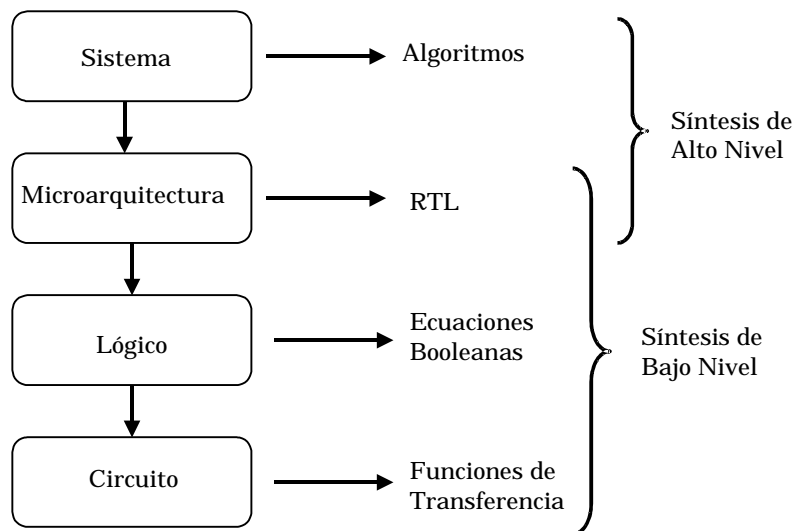 Sistema
Algoritmos
Síntesis de
Alto Nivel
Microarquitectura
RTL
Lógico
Ecuaciones
Booleanas
Síntesis de
Bajo Nivel
Circuito
Funciones de
Transferencia